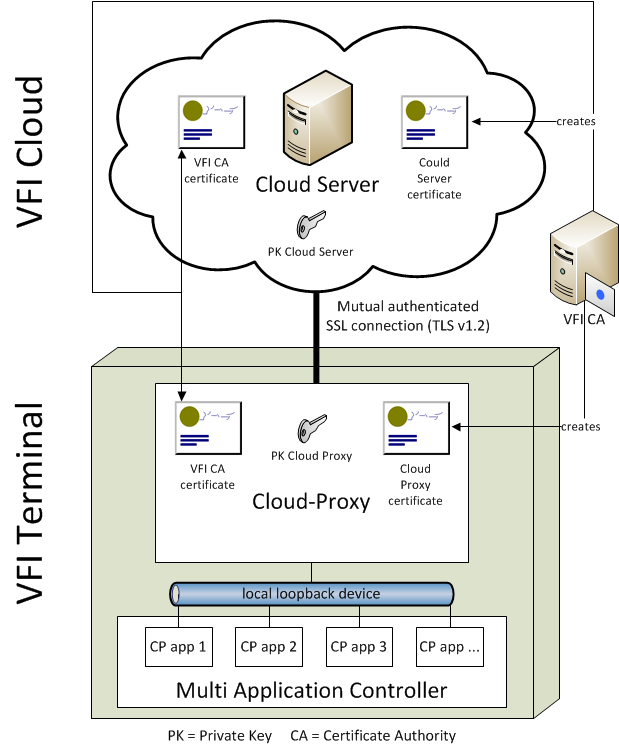 VFI Cloud
VFI CA
certificate
Cloud Server
Could
Server
certificate
creates
PK Cloud Server
VFI CA
Mutual authenticated
SSL connection (TLS v1.2)
VFI Terminal
VFI CA
certificate
PK Cloud Proxy
Cloud
Proxy
certificate
creates
Cloud-Proxy
local loopback device
CP app 1
CP app 2
CP app 3
CP app ...
Multi Application Controller
PK = Private Key CA = Certificate Authority